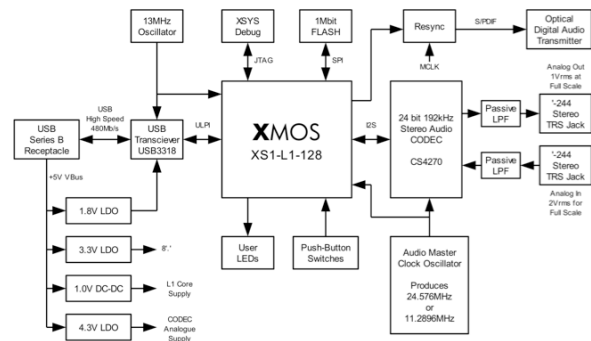 13MHz
Oscillator
XSYS
Debug
1Mbit
FLASH
Resync
S/PDIF
Optical
Digital Audio
Transmitter
JTAG
SPI
MCLK
Analog Out
1Vrms at
Full Scale
USB
High Speed
480Mb/s
USB
Series B
Receptacle
USB
Transciever
USB3318
ULPI
XMOS
XS1-L1-128
I2S
24 bit 192kHz
Stereo Audio
CODEC
CS4270
Passive
LPF
'-244
Stereo
TRS Jack
Passive
LPF
'-244
Stereo
TRS Jack
Analog In
2Vrms for
Full Scale
+5V VBus
1.8V LDO
3.3V LDO
8'.'
1.0V DC-DC
L1 Core
Supply
4.3V LDO
CODEC
Analogue
Supply
User
LEDs
Push-Button
Switches
Audio Master
Clock Oscillator
Produces
24.576MHz
or
11.2896MHz